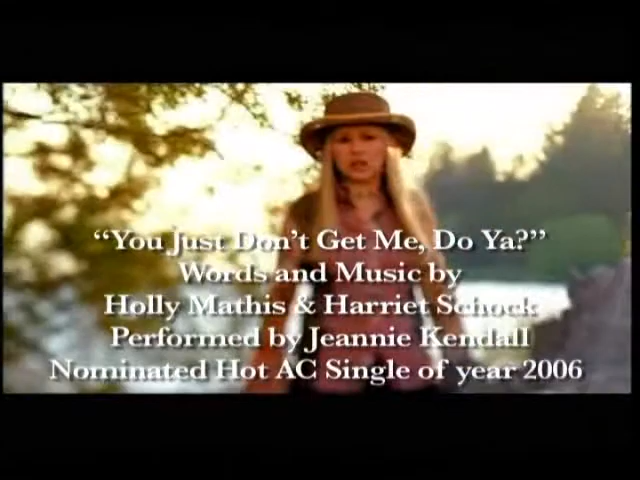 “You Just Don’t Get Me, Do Ya?”
Words and Music by
Holly Mathis & Harriet Schock
Performed by Jeannie Kendall
Nominated Hot AC Single of year 2006